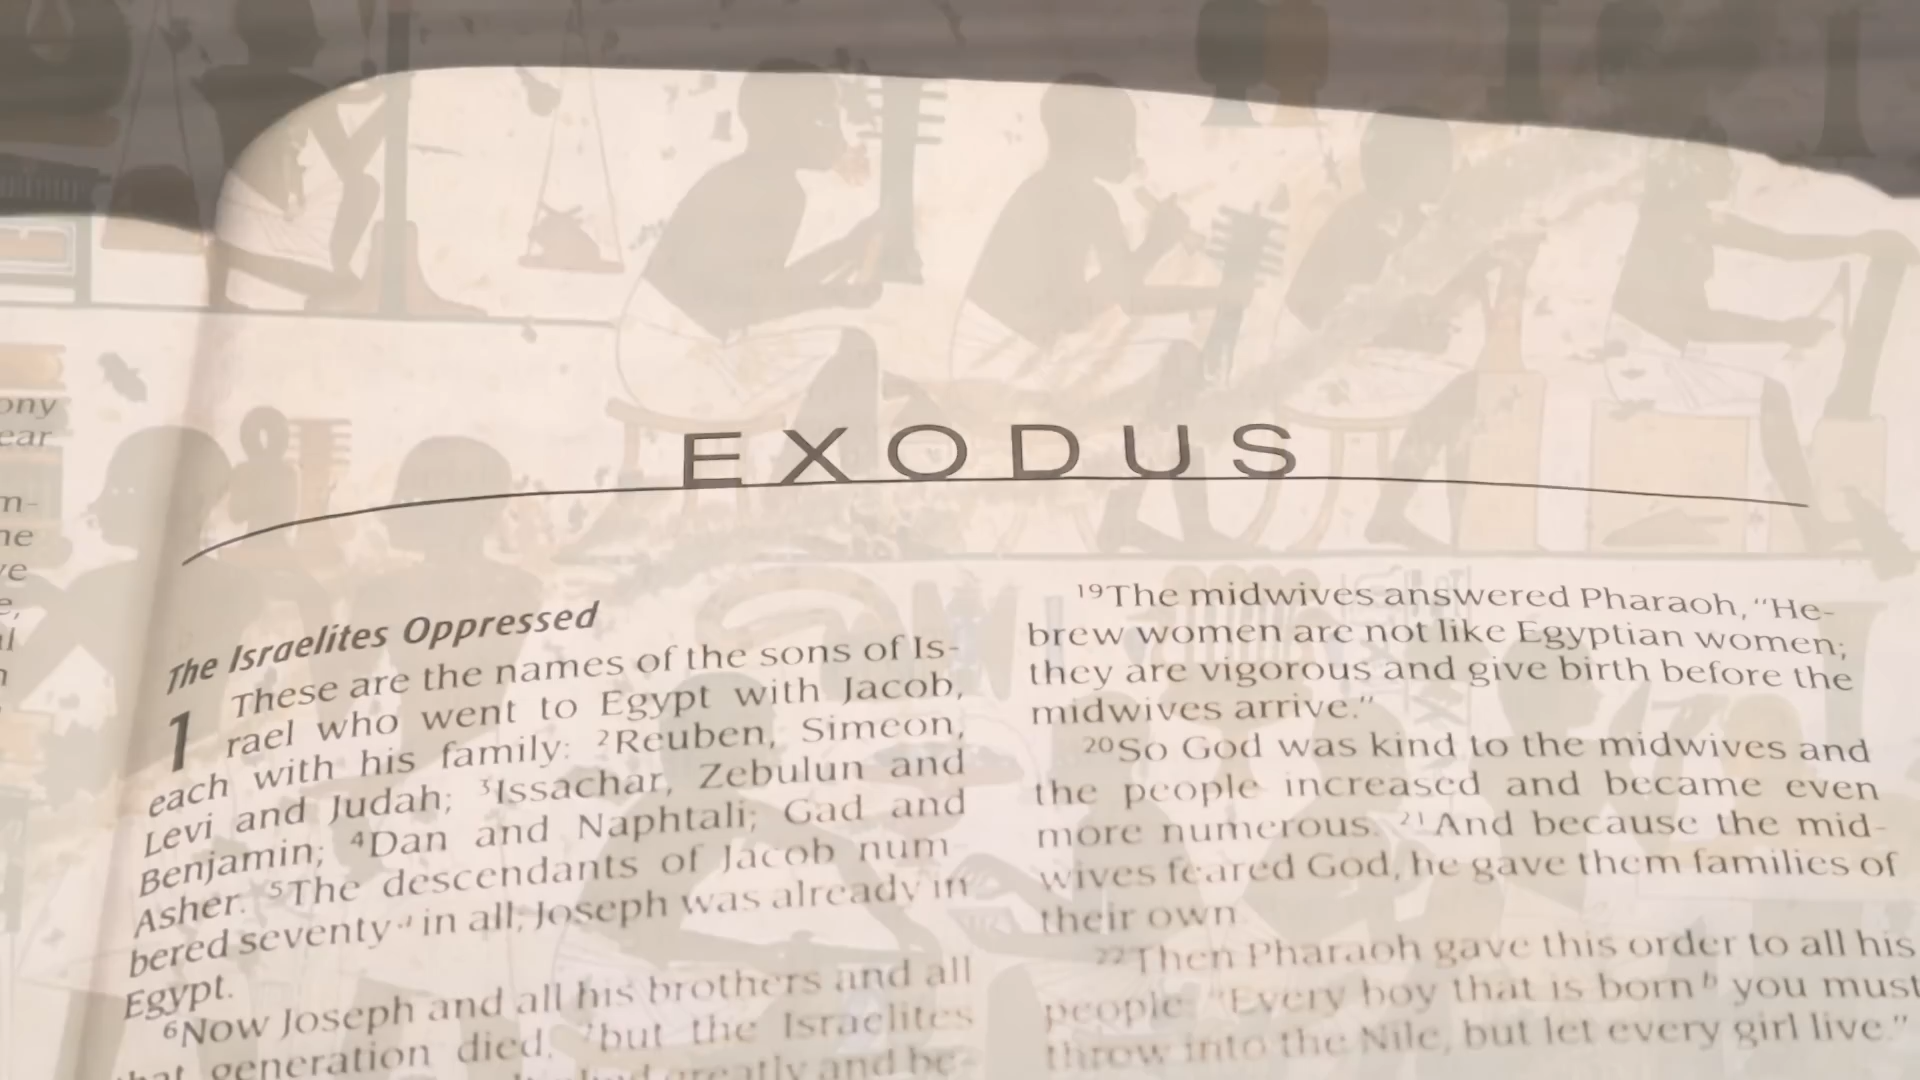 ony
ear
EXODUS
The Israelites Oppressed
1 These are the names of the sons of Is-
rael who went to Egypt with Jacob,
each with his family: 2Reuben, Simeon,
Levi and Judah; 3Issachar, Zebulun and
Benjamin; 4Dan and Naphtali; Gad and
Asher. 5The descendants of Jacob num-
bered seventy in all; Joseph was already in
Egypt.
6Now Joseph and all his brothers and all
that generation died, 7but the Israelites
greatly and be-
19The midwives answered Pharaoh, "He-
brew women are not like Egyptian women;
they are vigorous and give birth before the
midwives arrive."
20So God was kind to the midwives and
the people increased and became even
more numerous. 21And because the mid-
wives feared God, he gave them families of
their own.
22Then Pharaoh gave this order to all his
people: "Every boy that is born b you must
throw into the Nile, but let every girl live."